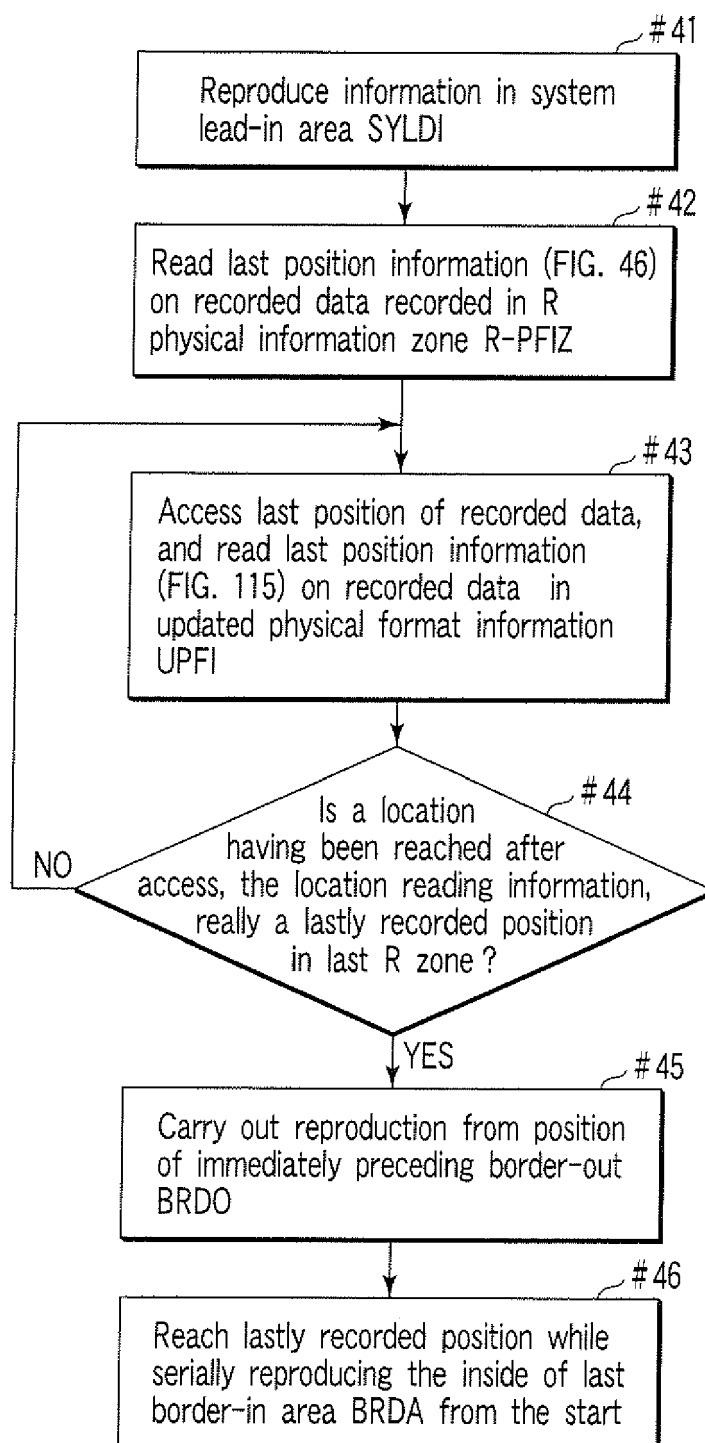 #41
Reproduce information in system
lead-in area SYLDI
#42
Read last position information (FIG. 46)
on recorded data recorded in R
physical information zone R-PFIZ
#43
Access last position of recorded data,
and read last position information
(FIG. 115) on recorded data in
updated physical format information
UPFI
#44
Is a location
having been reached after
access, the location reading information,
really a lastly recorded position
in last R zone?
NO
YES
#45
Carry out reproduction from position
of immediately preceding border-out
BRDO
#46
Reach lastly recorded position while
serially reproducing the inside of last
border-in area BRDA from the start